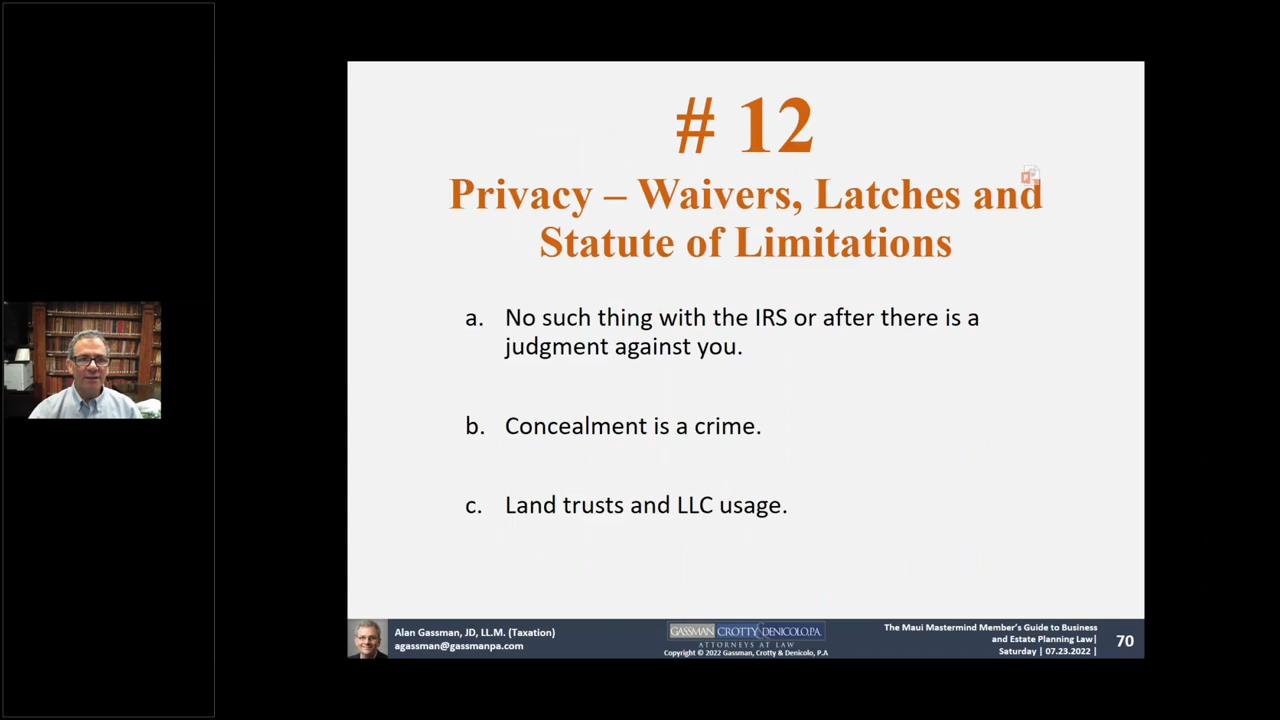 # 12
Privacy – Waivers, Latches and
Statute of Limitations
a. No such thing with the IRS or after there is a
judgment against you.
b. Concealment is a crime.
c. Land trusts and LLC usage.
Alan Gassman, JD, LL.M. (Taxation)
agassman@gassmanpa.com
GASSMAN CROTTY & DENICOLO, P.A.
ATTORNEYS AT LAW
Copyright © 2022 Gassman, Crotty & Denicolo, P.A
The Maui Mastermind Member's Guide to Business
and Estate Planning Law|
Saturday | 07.23.2022 |
70